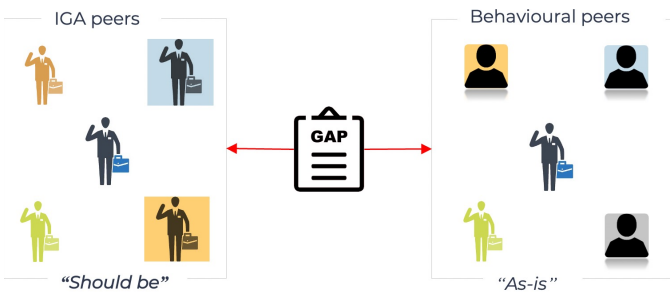 IGA peers
Behavioural peers
GAP
“Should be”
“As-is”